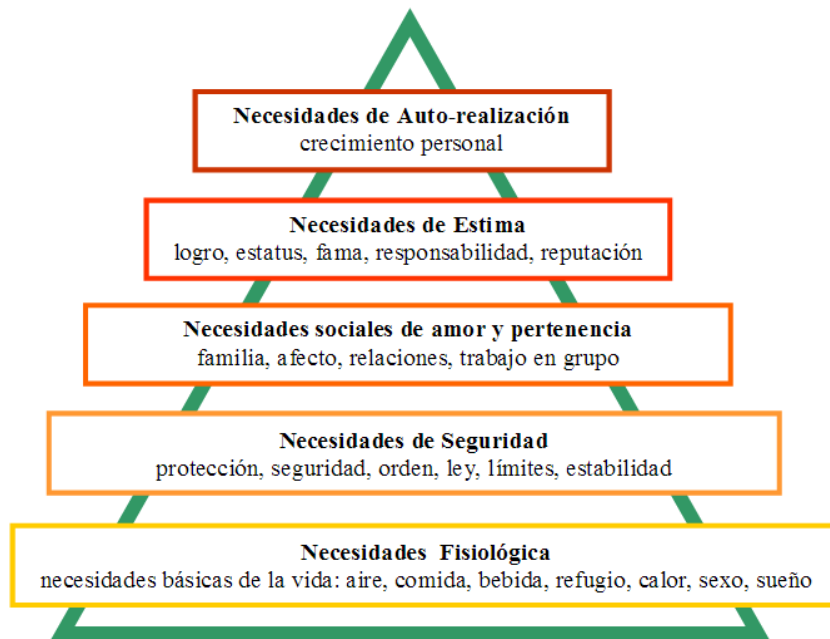 Necesidades de Auto-realización
crecimiento personal
Necesidades de Estima
logro, estatus, fama, responsabilidad, reputación
Necesidades sociales de amor y pertenencia
familia, afecto, relaciones, trabajo en grupo
Necesidades de Seguridad
protección, seguridad, orden, ley, límites, estabilidad
Necesidades Fisiológica
necesidades básicas de la vida: aire, comida, bebida, refugio, calor, sexo, sueño